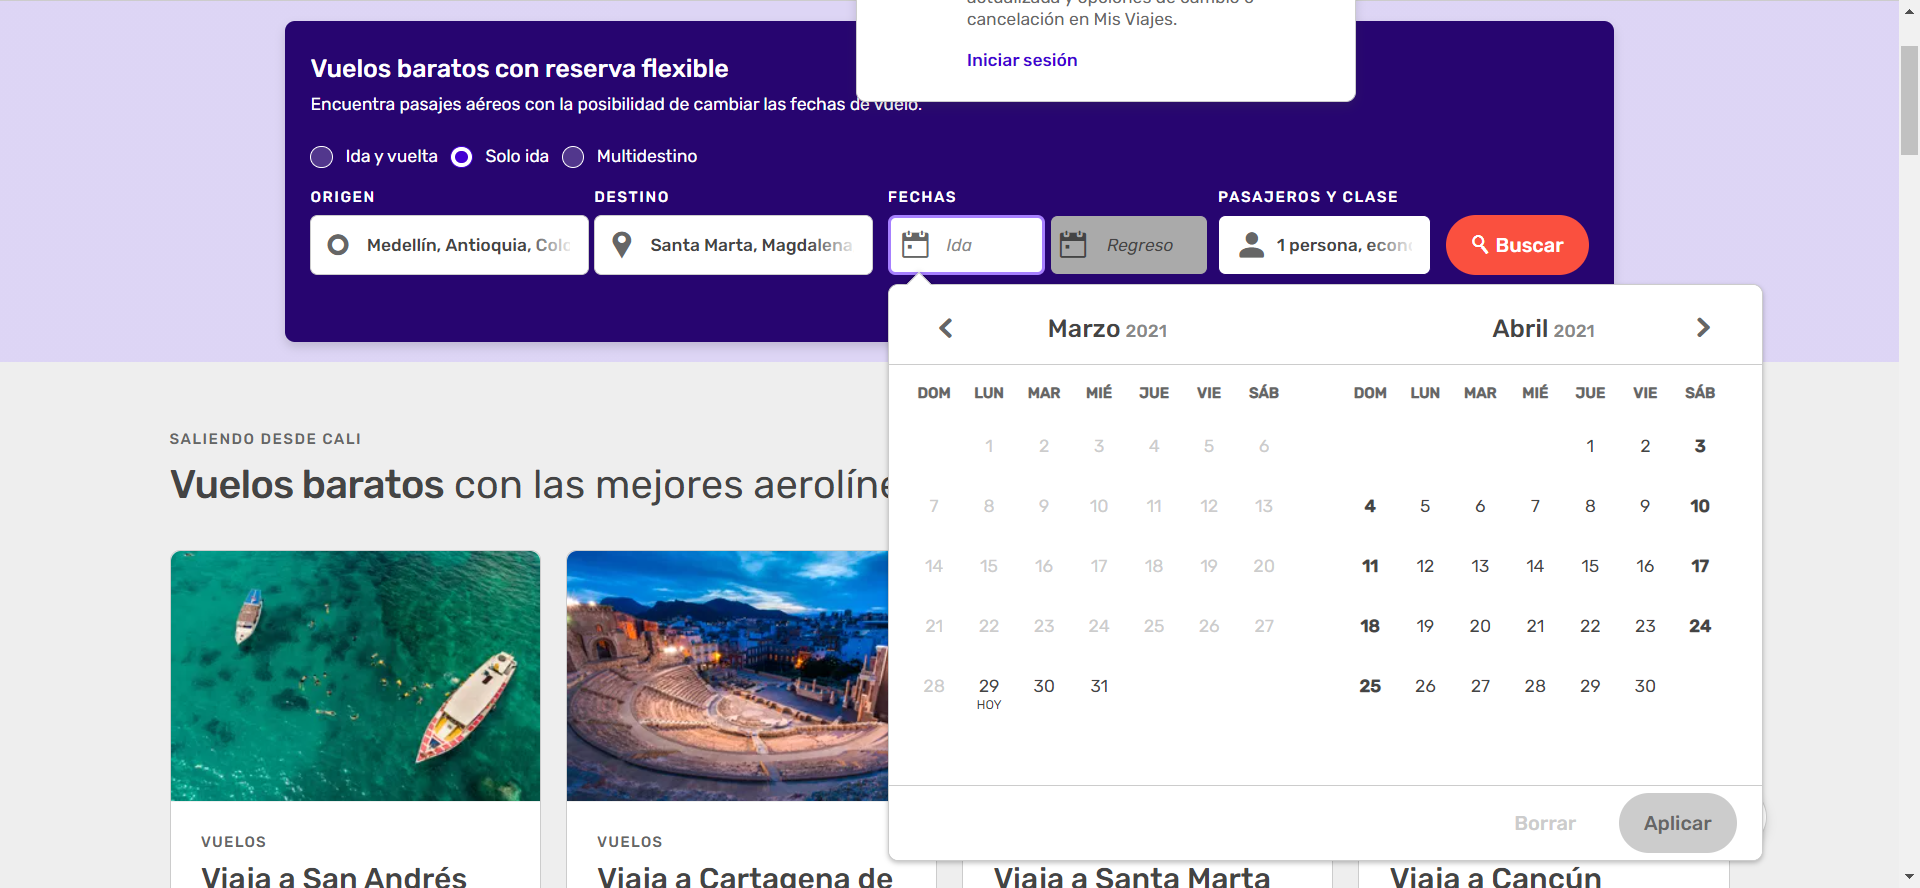 cancelación en Mis Viajes.
Iniciar sesión
Vuelos baratos con reserva flexible
Encuentra pasajes aéreos con la posibilidad de cambiar las fechas de vuelo.
Ida y vuelta Solo ida Multidestino
ORIGEN DESTINO FECHAS PASAJEROS Y CLASE
Medellín, Antioquia, Colo Santa Marta, Magdalena Ida Regreso 1 persona, econ Buscar
Marzo 2021 Abril 2021
DOM LUN MAR MIÉ JUE VIE SÁB DOM LUN MAR MIÉ JUE VIE SÁB
1 2 3 4 5 6 1 2 3
7 8 9 10 11 12 13 4 5 6 7 8 9 10
14 15 16 17 18 19 20 11 12 13 14 15 16 17
21 22 23 24 25 26 27 18 19 20 21 22 23 24
28 29 30 31 25 26 27 28 29 30
HOY
Borrar Aplicar
SALIENDO DESDE CALI
Vuelos baratos con las mejores aerolíne
VUELOS VUELOS
Viaja a San Andrés Viaja a Cartagena de Viaja a Santa Marta Viaja a Cancún